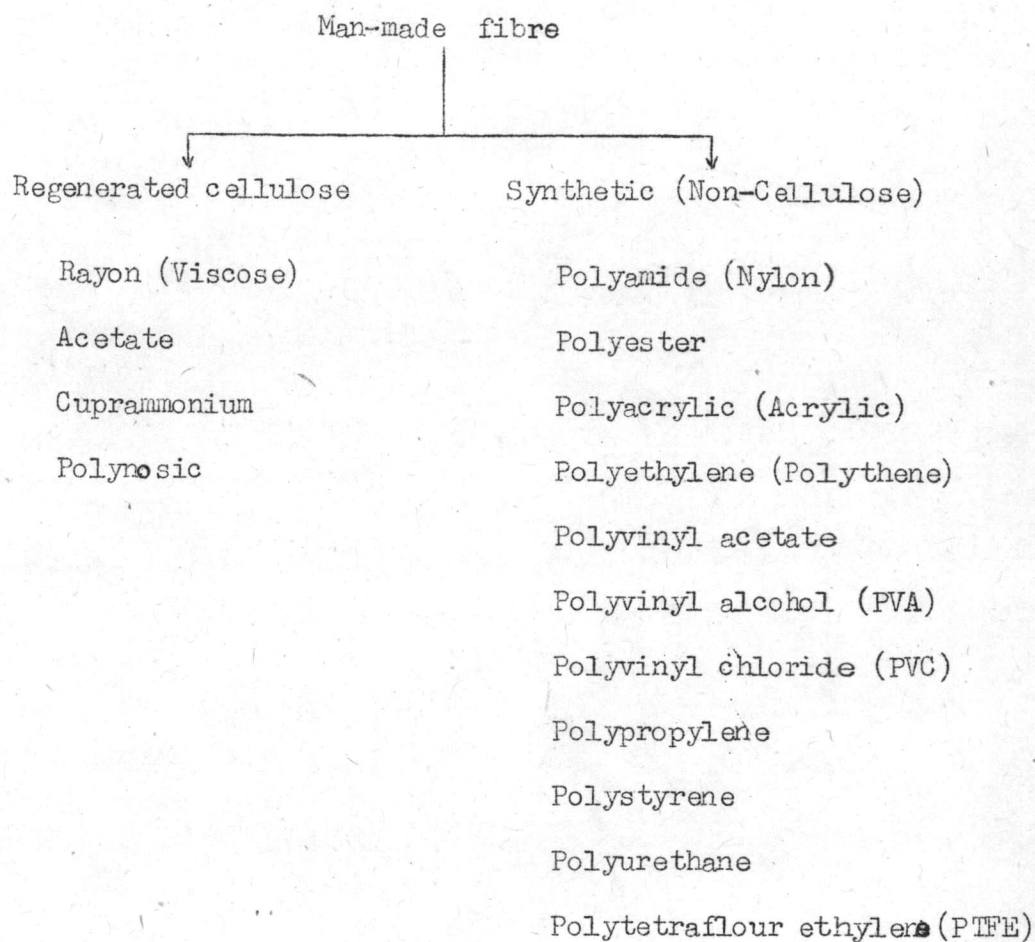 Man-made fibre
Regenerated cellulose
Rayon (Viscose)
Acetate
Cuprammonium
Polynosic
Synthetic (Non-Cellulose)
Polyamide (Nylon)
Polyester
Polyacrylic (Acrylic)
Polyethylene (Polythene)
Polyvinyl acetate
Polyvinyl alcohol (PVA)
Polyvinyl chloride (PVC)
Polypropylene
Polystyrene
Polyurethane
Polytetraflour ethylene (PTFE)